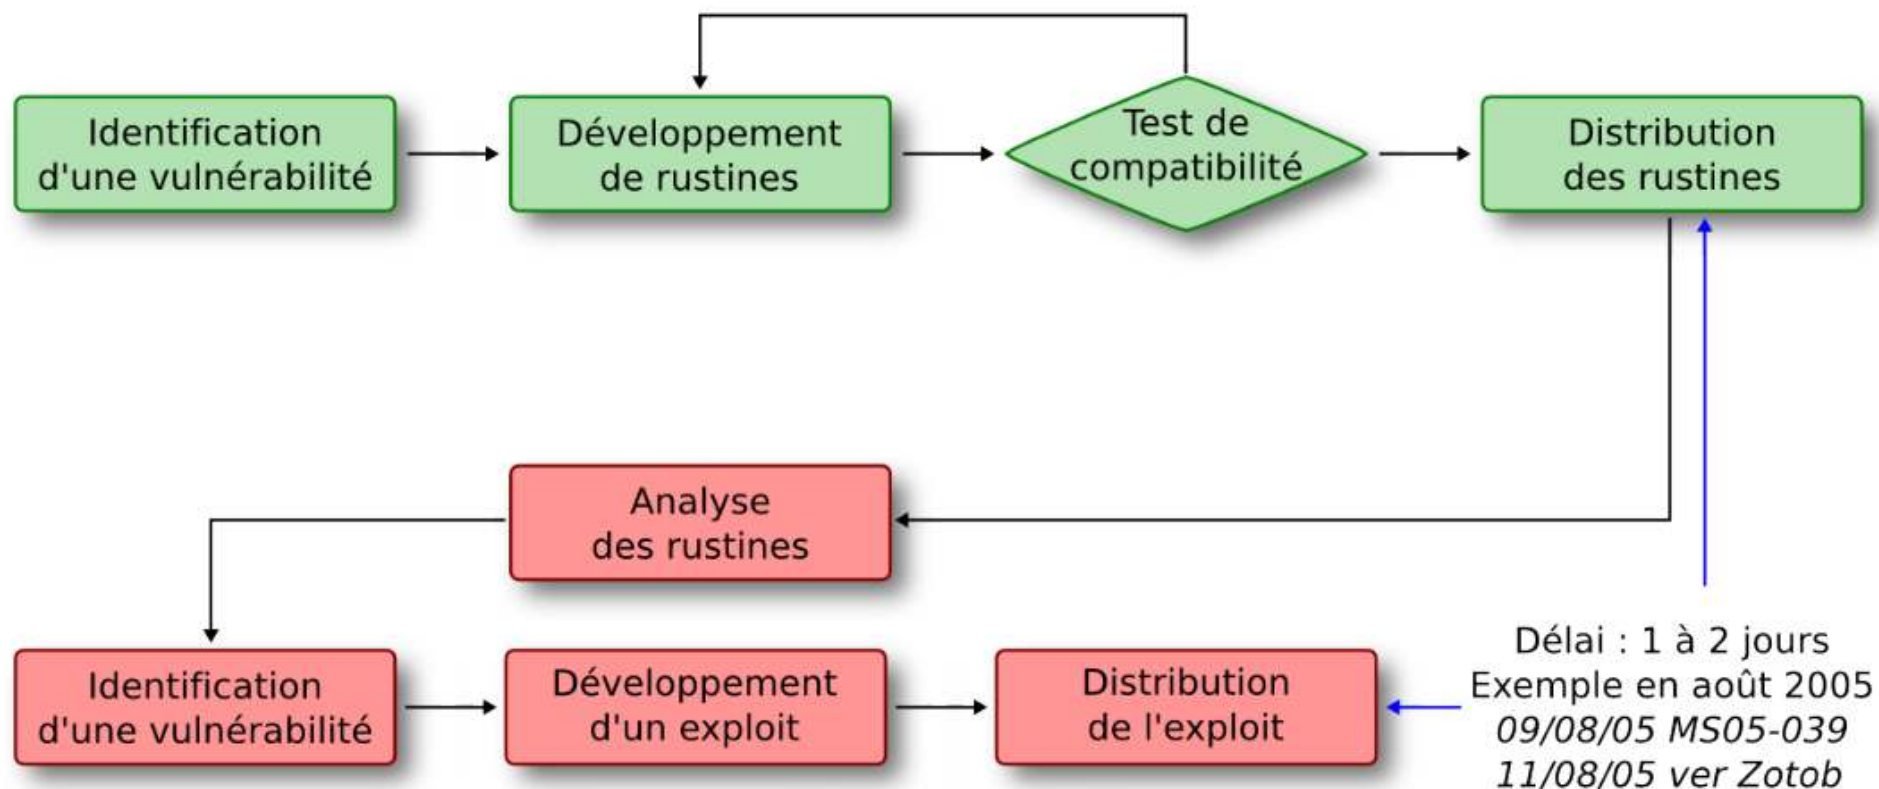 Identification
d'une vulnérabilité
Développement
de rustines
Test de
compatibilité
Distribution
des rustines
Analyse
des rustines
Identification
d'une vulnérabilité
Développement
d'un exploit
Distribution
de l'exploit
Délai : 1 à 2 jours
Exemple en août 2005
09/08/05 MS05-039
11/08/05 ver Zotob